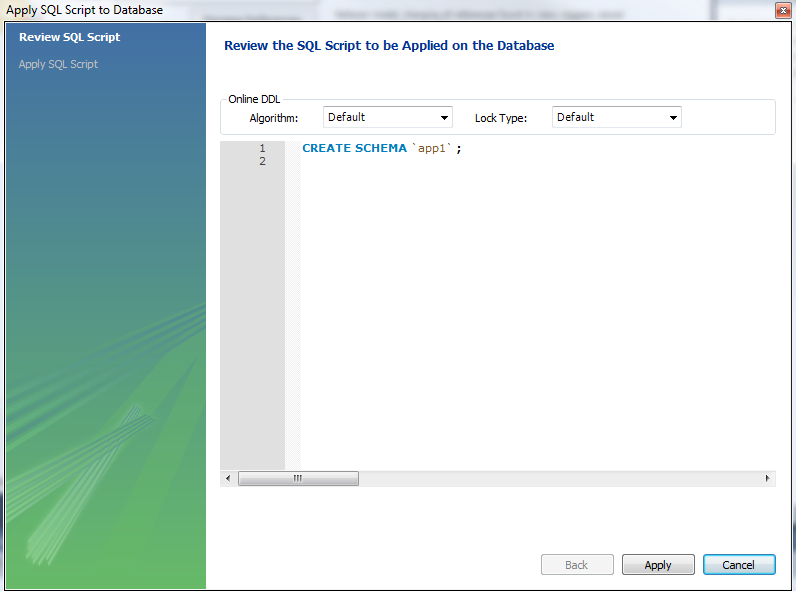 Apply SQL Script to Database
Review SQL Script
Apply SQL Script
Review the SQL Script to be Applied on the Database
Online DDL
Algorithm: Default Lock Type: Default
1 CREATE SCHEMA `app1` ;
2
Back Apply Cancel